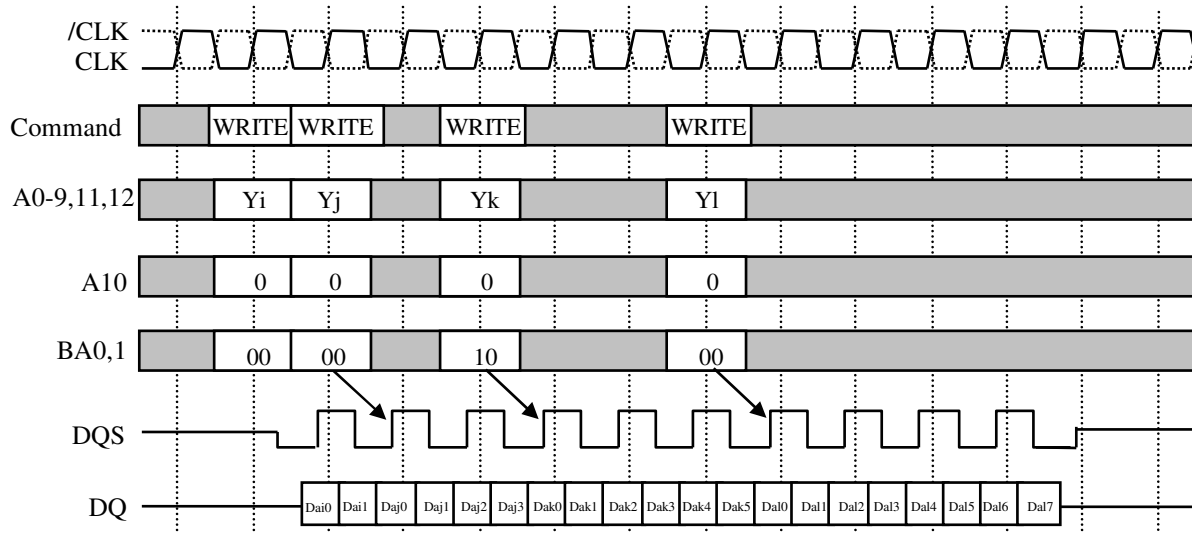 /CLK
CLK
Command WRITE WRITE WRITE WRITE
A0-9,11,12 Yi Yj Yk Yl
A10 0 0 0 0
BA0,1 00 00 10 00
DQS
DQ Dai0 Dai1 Daj0 Daj1 Daj2 Daj3 Dak0 Dak1 Dak2 Dak3 Dak4 Dak5 Dal0 Dal1 Dal2 Dal3 Dal4 Dal5 Dal6 Dal7